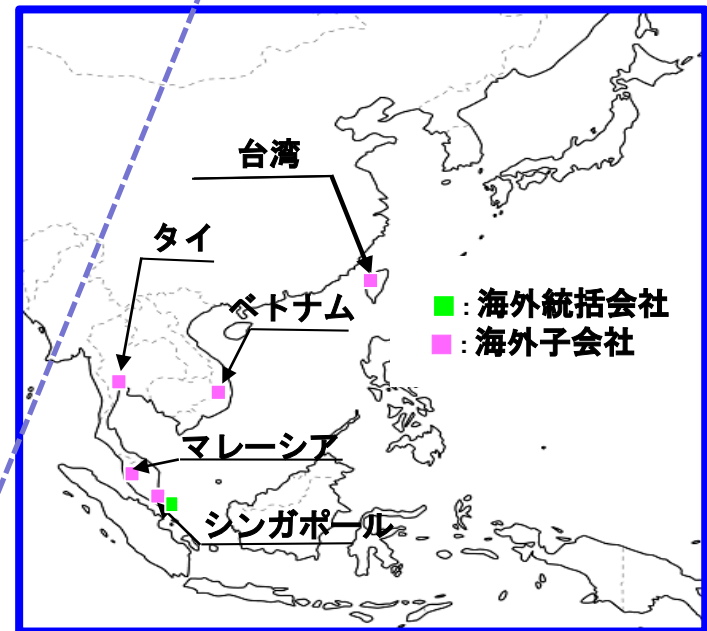 台湾
タイ
ベトナム
：海外統括会社
：海外子会社
マレーシア
シンガポール